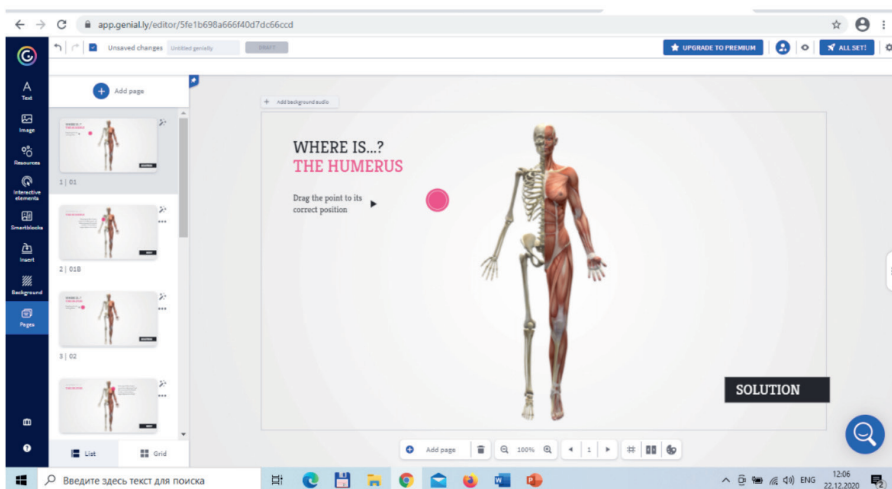 app.genial.ly/editor/5fe1b698a666f40d7dc66ccd
Unsaved changes
Untitled genially
UPGRADE TO PREMIUM
ALL SET!
Text
Image
Resources
Interactive
elements
Smartblocks
Insert
Background
Pages
Add page
1 | 01
2 | 01B
3 | 02
List
Grid
Add background audio
WHERE IS...?
THE HUMERUS
Drag the point to its
correct position
SOLUTION
Add page
100%
1
Введите здесь текст для поиска
ENG
12:06
22.12.2020